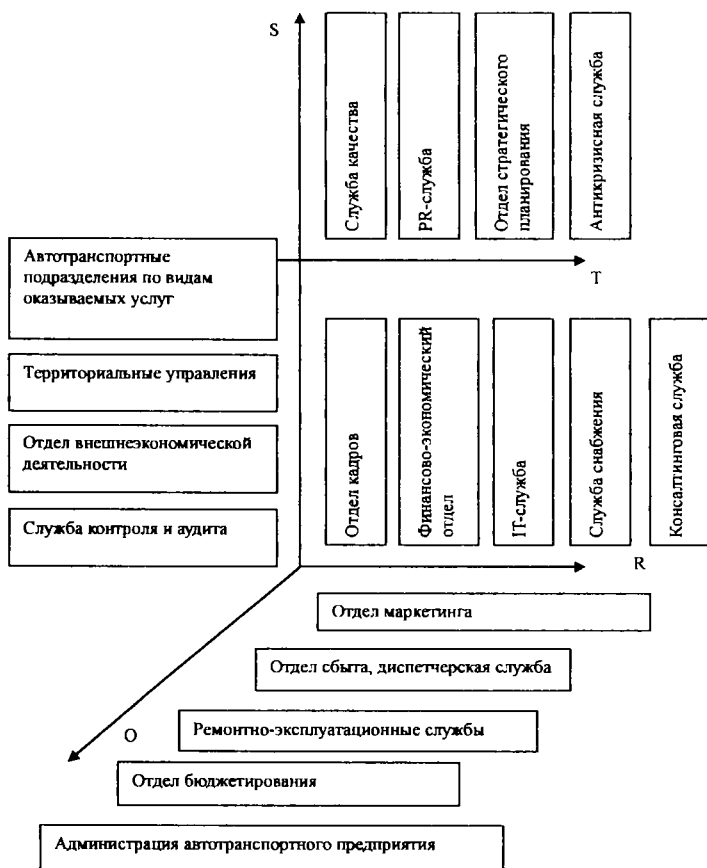 S
Служба качества
PR-служба
Отдел стратегического
планирования
Антикризисная служба
Автотранспортные
подразделения по видам
оказываемых услуг
T
Территориальные управления
Отдел внешнеэкономической
деятельности
Служба контроля и аудита
Отдел кадров
Финансово-экономический
отдел
IT-служба
Служба снабжения
Консалтинговая служба
R
Отдел маркетинга
Отдел сбыта, диспетчерская служба
O
Ремонтно-эксплуатационные службы
Отдел бюджетирования
Администрация автотранспортного предприятия